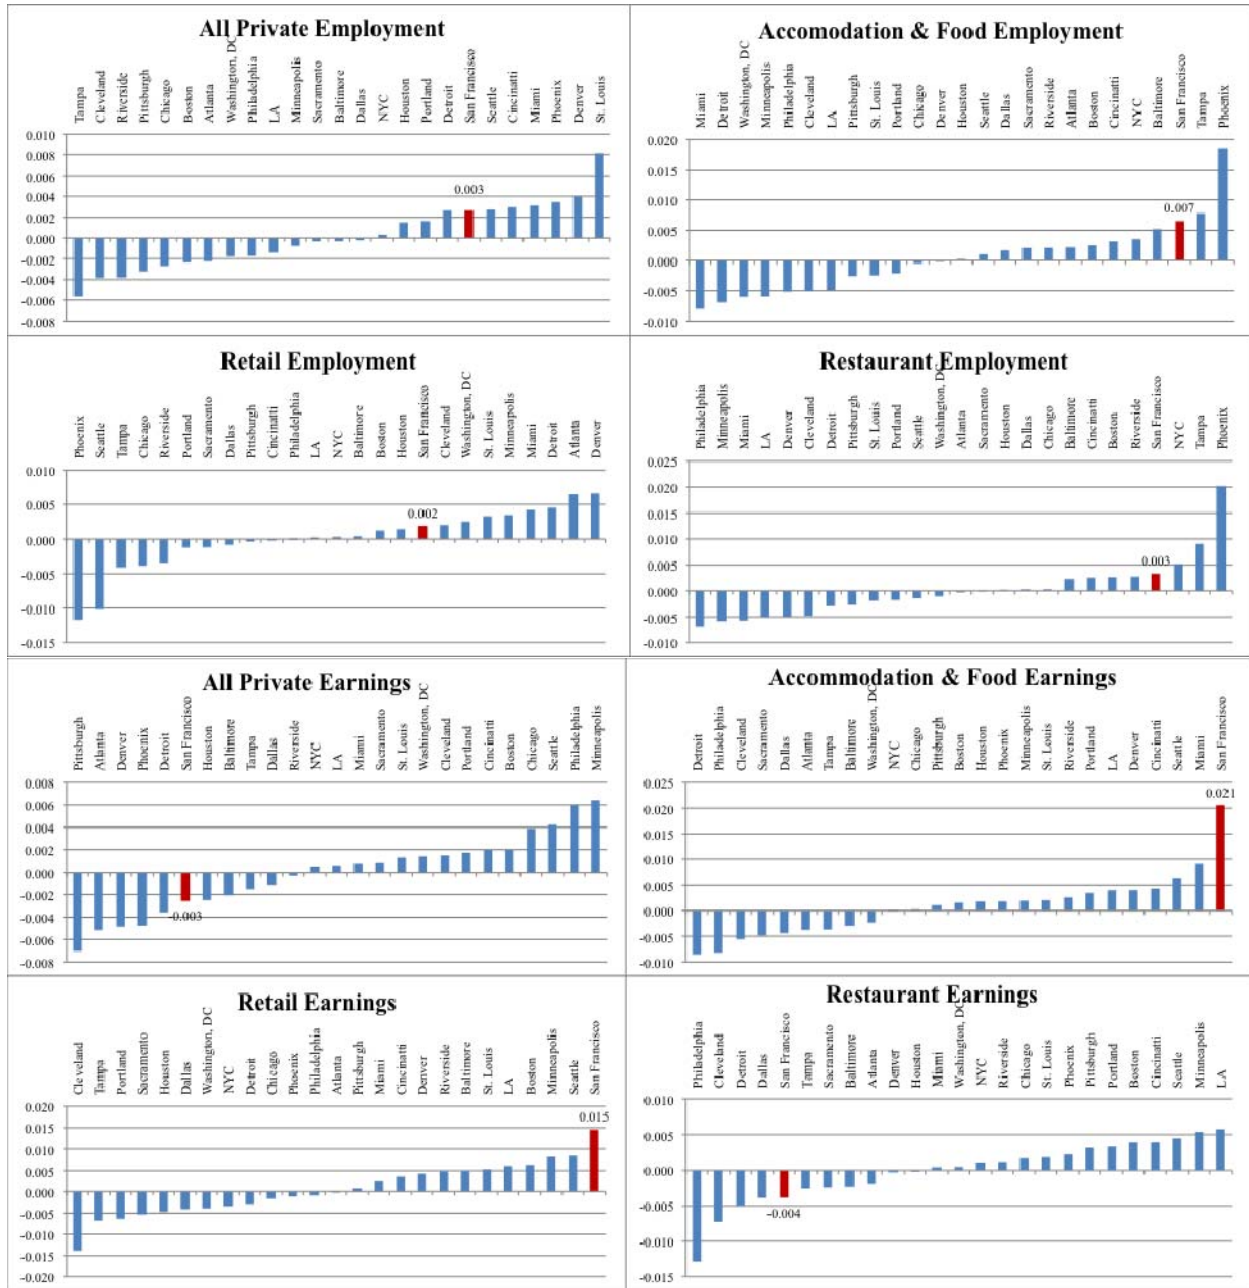 All Private Employment
Tampa
Cleveland
Riverside
Pittsburgh
Chicago
Boston
Atlanta
Washington, DC
Philadelphia
LA
Minneapolis
Sacramento
Baltimore
Dallas
NYC
Houston
Portland
Detroit
San Francisco
Seattle
Cincinatti
Miami
Phoenix
Denver
St. Louis
0.010
0.008
0.006
0.004
0.002
0.000
-0.002
-0.004
-0.006
-0.008
0.003
Accomodation & Food Employment
Miami
Detroit
Washington, DC
Minneapolis
Philadelphia
Cleveland
LA
Pittsburgh
St. Louis
Portland
Chicago
Denver
Houston
Seattle
Dallas
Sacramento
Riverside
Atlanta
Boston
Cincinatti
NYC
Baltimore
San Francisco
Tampa
Phoenix
0.020
0.015
0.010
0.005
0.000
-0.005
-0.010
0.007
Retail Employment
Phoenix
Seattle
Tampa
Chicago
Riverside
Portland
Sacramento
Dallas
Pittsburgh
Cincinatti
Philadelphia
LA
NYC
Baltimore
Boston
Houston
San Francisco
Cleveland
Washington, DC
St. Louis
Minneapolis
Miami
Detroit
Atlanta
Denver
0.010
0.005
0.000
-0.005
-0.010
-0.015
0.002
Restaurant Employment
Philadelphia
Minneapolis
Miami
LA
Denver
Cleveland
Detroit
Pittsburgh
St. Louis
Portland
Seattle
Washington, DC
Atlanta
Sacramento
Houston
Dallas
Chicago
Baltimore
Cincinatti
Boston
Riverside
San Francisco
NYC
Tampa
Phoenix
0.025
0.020
0.015
0.010
0.005
0.000
-0.005
-0.010
0.003
All Private Earnings
Pittsburgh
Atlanta
Denver
Phoenix
Detroit
San Francisco
Houston
Baltimore
Tampa
Dallas
Riverside
NYC
LA
Miami
Sacramento
St. Louis
Washington, DC
Cleveland
Portland
Cincinatti
Boston
Chicago
Seattle
Philadelphia
Minneapolis
0.008
0.006
0.004
0.002
0.000
-0.002
-0.004
-0.006
-0.008
-0.003
Accommodation & Food Earnings
Detroit
Philadelphia
Cleveland
Sacramento
Dallas
Atlanta
Tampa
Baltimore
Washington, DC
NYC
Chicago
Pittsburgh
Boston
Houston
Phoenix
Minneapolis
St. Louis
Riverside
Portland
LA
Denver
Cincinatti
Seattle
Miami
San Francisco
0.025
0.020
0.015
0.010
0.005
0.000
-0.005
-0.010
0.021
Retail Earnings
Cleveland
Tampa
Portland
Sacramento
Houston
Dallas
Washington, DC
NYC
Detroit
Chicago
Phoenix
Philadelphia
Atlanta
Pittsburgh
Miami
Cincinatti
Denver
Riverside
Baltimore
St. Louis
LA
Boston
Minneapolis
Seattle
San Francisco
0.020
0.015
0.010
0.005
0.000
-0.005
-0.010
-0.015
-0.020
0.015
Restaurant Earnings
Philadelphia
Cleveland
Detroit
Dallas
San Francisco
Tampa
Sacramento
Baltimore
Atlanta
Denver
Houston
Miami
Washington, DC
NYC
Riverside
Chicago
St. Louis
Phoenix
Pittsburgh
Portland
Boston
Cincinatti
Seattle
Minneapolis
LA
0.010
0.005
0.000
-0.005
-0.010
-0.015
-0.004